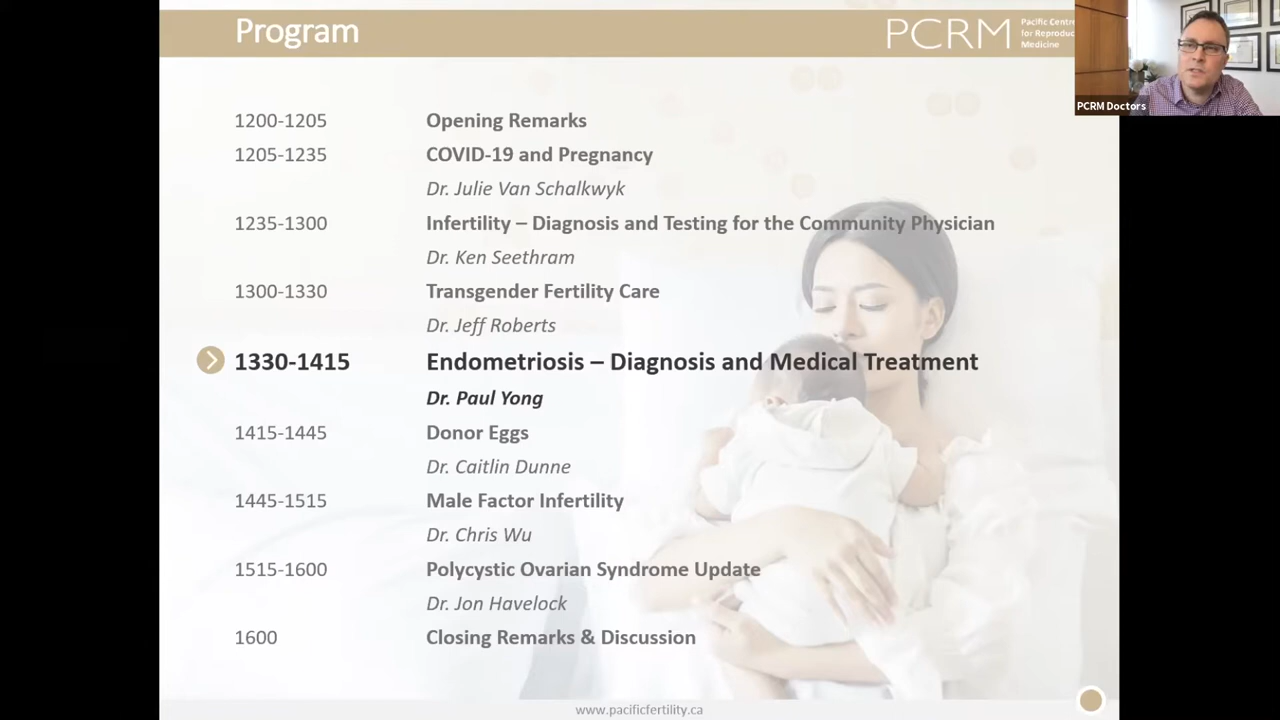 Program
PCRM
Pacific Centre
for Reproduc
Medicine
PCRM Doctors
1200-1205 Opening Remarks
1205-1235 COVID-19 and Pregnancy
Dr. Julie Van Schalkwyk
1235-1300 Infertility – Diagnosis and Testing for the Community Physician
Dr. Ken Seethram
1300-1330 Transgender Fertility Care
Dr. Jeff Roberts
1330-1415 Endometriosis – Diagnosis and Medical Treatment
Dr. Paul Yong
1415-1445 Donor Eggs
Dr. Caitlin Dunne
1445-1515 Male Factor Infertility
Dr. Chris Wu
1515-1600 Polycystic Ovarian Syndrome Update
Dr. Jon Havelock
1600 Closing Remarks & Discussion
www.pacificfertility.ca